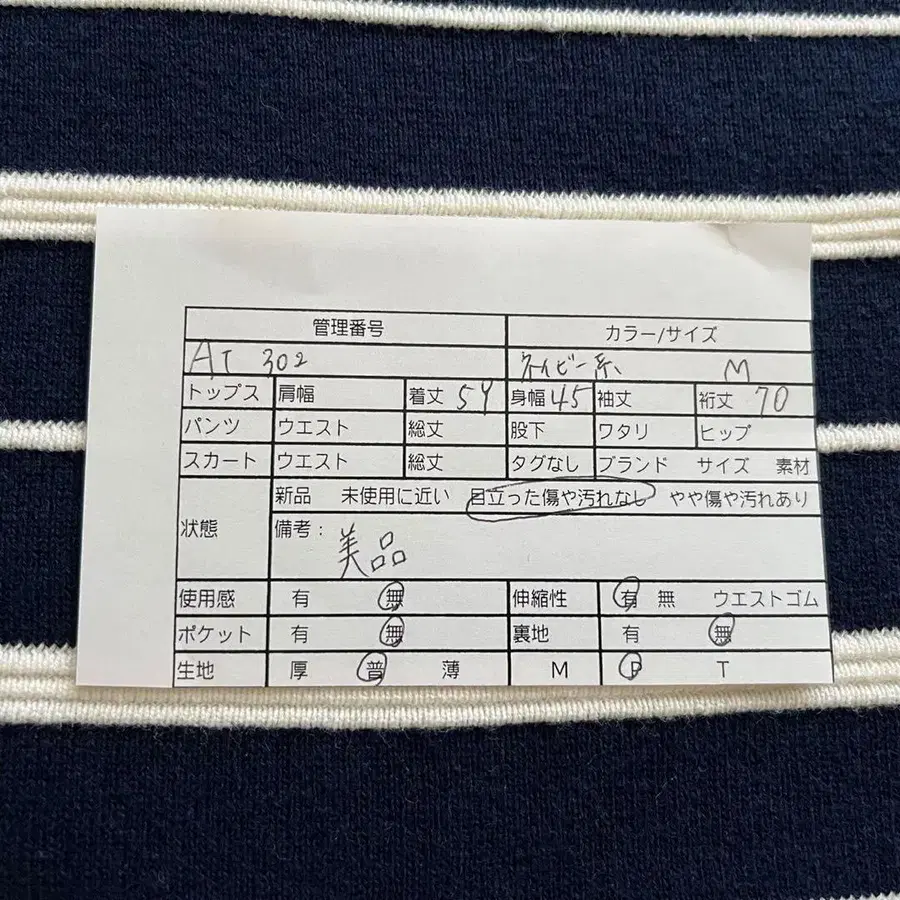 管理番号 カラー/サイズ
AT 302 ネイビー系 M
トップス 肩幅 着丈 59 身幅 45 袖丈 裄丈 70
パンツ ウエスト 総丈 股下 ワタリ ヒップ
スカート ウエスト 総丈 タグなし ブランド サイズ 素材
新品 未使用に近い 目立った傷や汚れなし やや傷や汚れあり
状態 備考: 美品
使用感 有 無 伸縮性 有 無 ウエストゴム
ポケット 有 無 裏地 有 無
生地 厚 普 薄 M P T